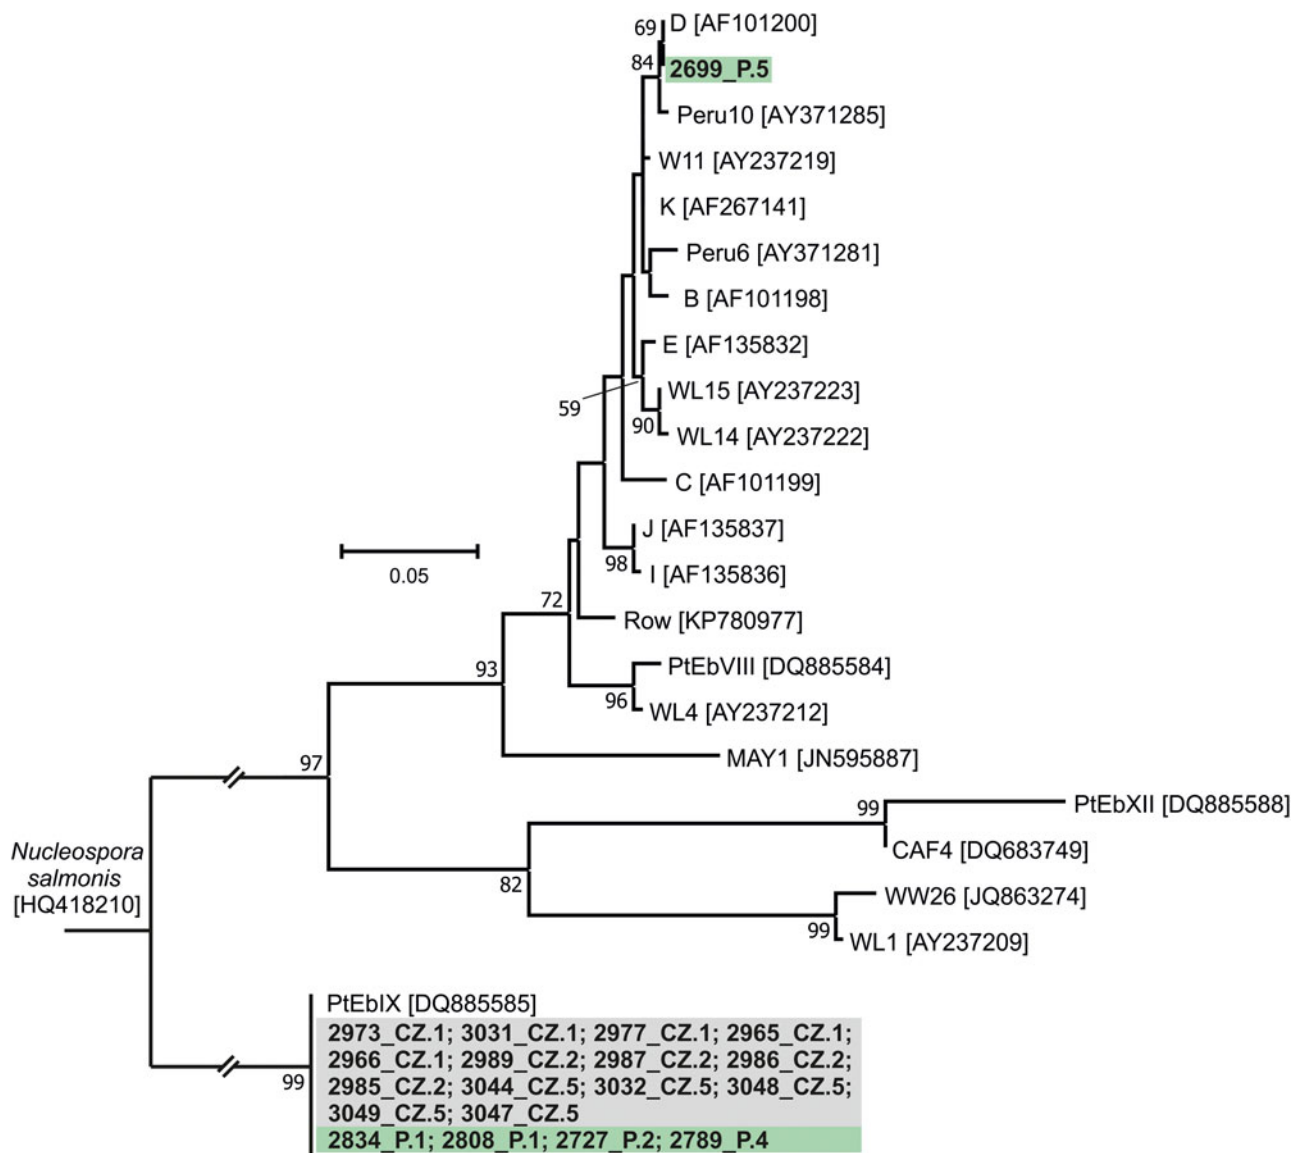 69
D [AF101200]
84
2699_P.5
Peru10 [AY371285]
W11 [AY237219]
K [AF267141]
Peru6 [AY371281]
B [AF101198]
E [AF135832]
WL15 [AY237223]
59
90
WL14 [AY237222]
C [AF101199]
J [AF135837]
0.05
98
I [AF135836]
72
Row [KP780977]
93
PtEbVIII [DQ885584]
96
WL4 [AY237212]
97
MAY1 [JN595887]
99
PtEbXII [DQ885588]
Nucleospora
salmonis
[HQ418210]
CAF4 [DQ683749]
82
WW26 [JQ863274]
99
WL1 [AY237209]
PtEbIX [DQ885585]
2973_CZ.1; 3031_CZ.1; 2977_CZ.1; 2965_CZ.1;
2966_CZ.1; 2989_CZ.2; 2987_CZ.2; 2986_CZ.2;
99
2985_CZ.2; 3044_CZ.5; 3032_CZ.5; 3048_CZ.5;
3049_CZ.5; 3047_CZ.5
2834_P.1; 2808_P.1; 2727_P.2; 2789_P.4